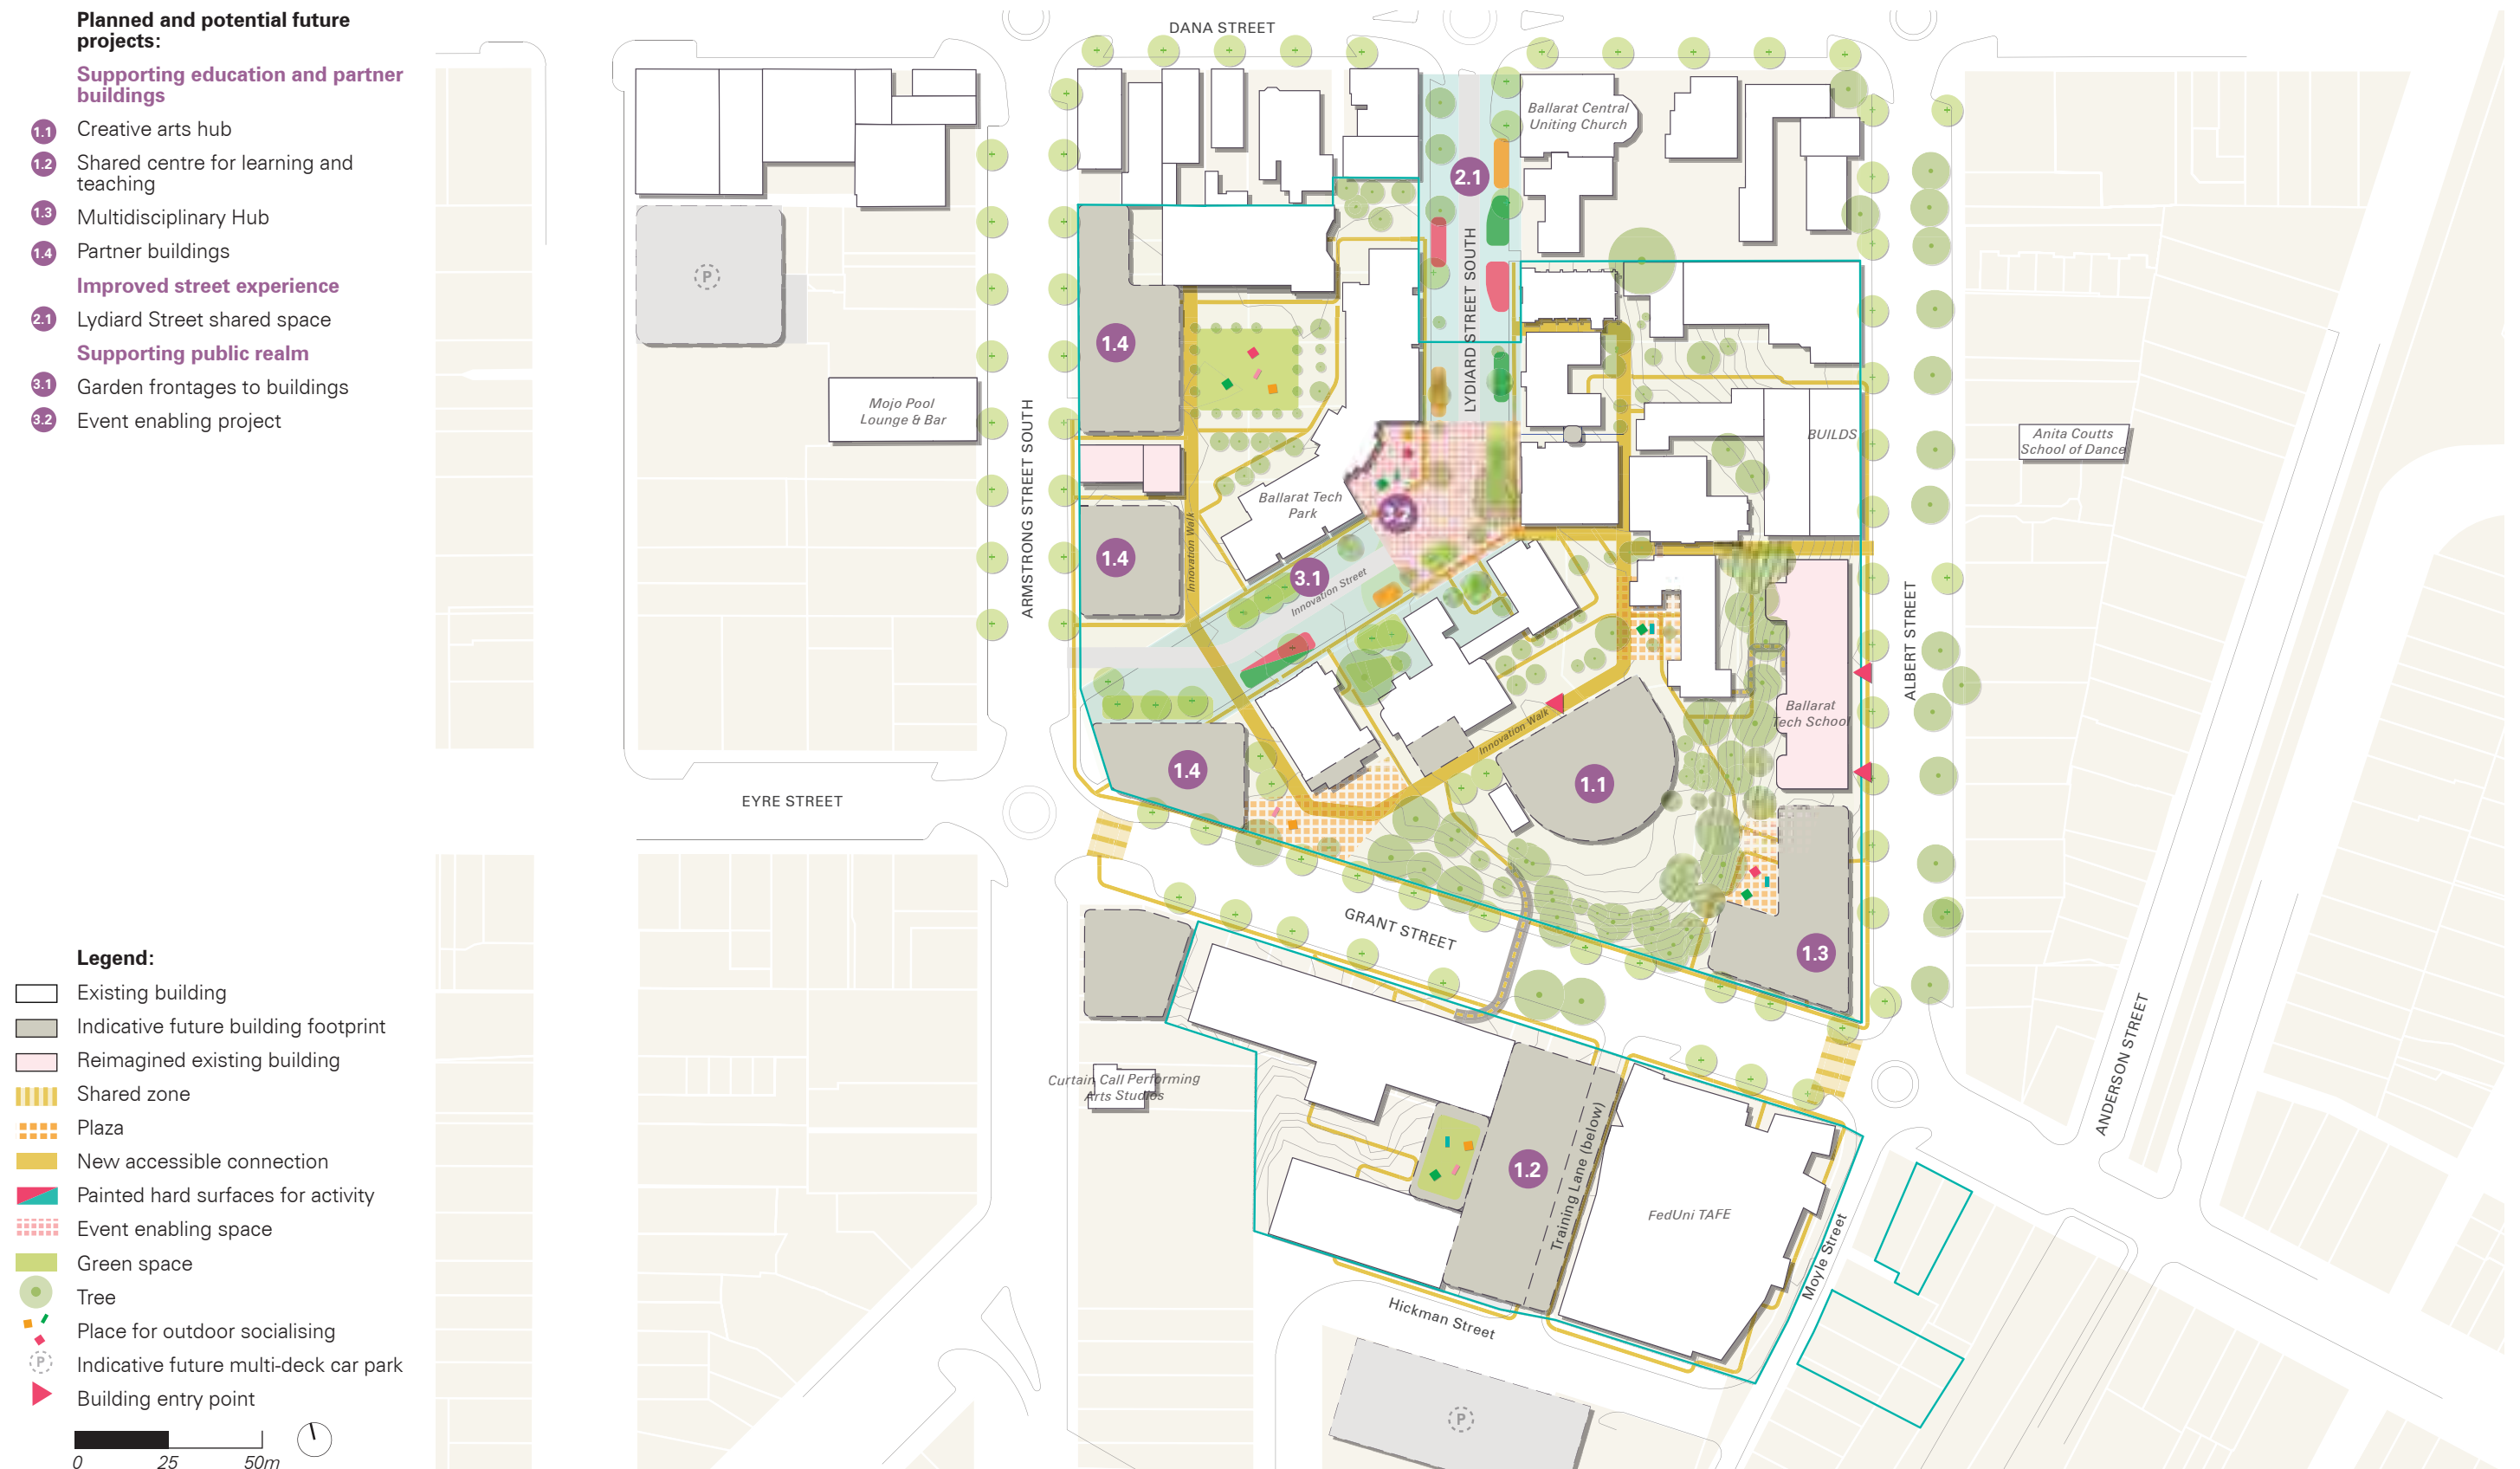 Planned and potential future
projects:
Supporting education and partner
buildings
1.1 Creative arts hub
1.2 Shared centre for learning and
teaching
1.3 Multidisciplinary Hub
1.4 Partner buildings
Improved street experience
2.1 Lydiard Street shared space
Supporting public realm
3.1 Garden frontages to buildings
3.2 Event enabling project
Legend:
Existing building
Indicative future building footprint
Reimagined existing building
Shared zone
Plaza
New accessible connection
Painted hard surfaces for activity
Event enabling space
Green space
Tree
Place for outdoor socialising
P Indicative future multi-deck car park
Building entry point
0 25 50m
DANA STREET
Ballarat Central
Uniting Church
2.1
P
LYDIARD STREET SOUTH
1.4
Mojo Pool
Lounge & Bar
ARMSTRONG STREET SOUTH
BUILDS
Anita Coutts
School of Dance
Ballarat Tech
Park
3.2
Innovation Walk
1.4
3.1
Innovation Street
ALBERT STREET
Ballarat
Tech School
Innovation Walk
1.4
1.1
EYRE STREET
GRANT STREET
1.3
ANDERSON STREET
Curtain Call Performing
Arts Studios
1.2
Training Lane (below)
FedUni TAFE
Moyle Street
Hickman Street
P